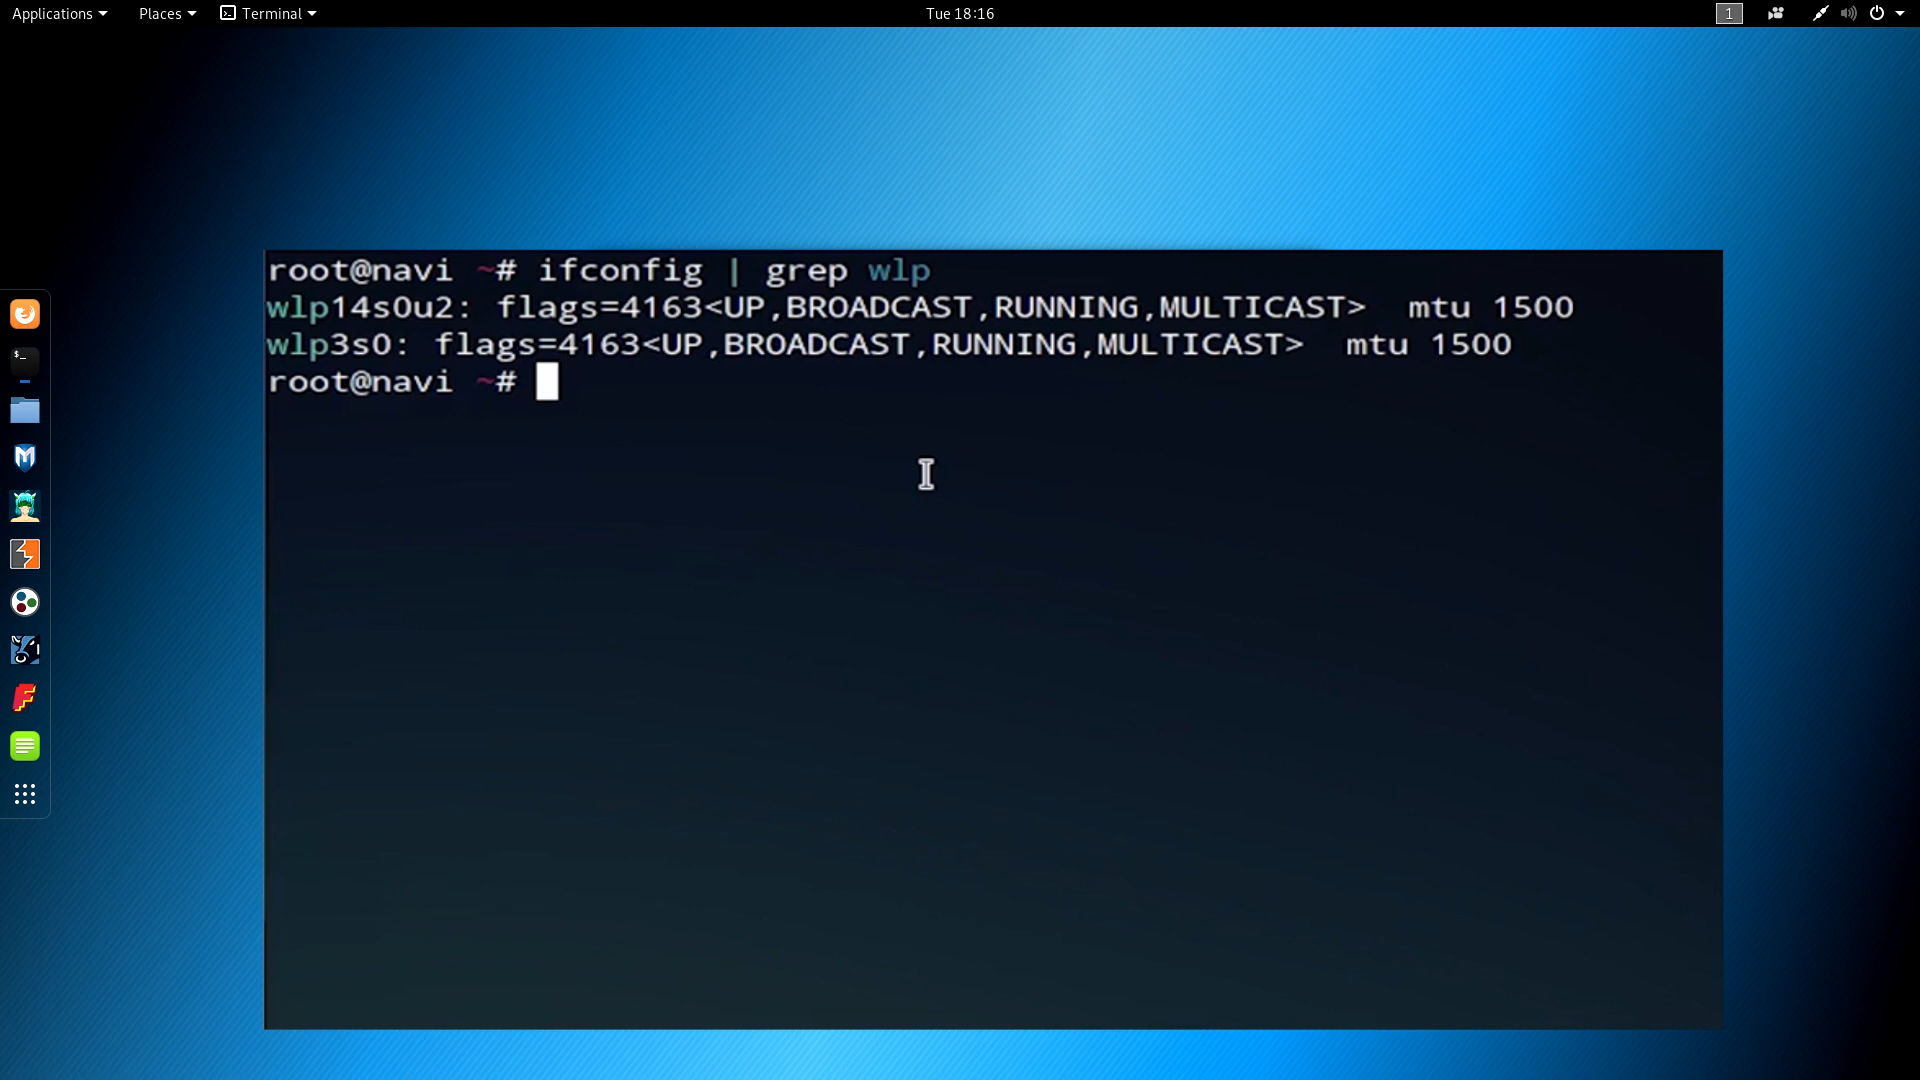 Applications Places Terminal Tue 18:16 1
root@navi ~# ifconfig | grep wlp
wlp14s0u2: flags=4163<UP,BROADCAST,RUNNING,MULTICAST>  mtu 1500
wlp3s0: flags=4163<UP,BROADCAST,RUNNING,MULTICAST>  mtu 1500
root@navi ~#